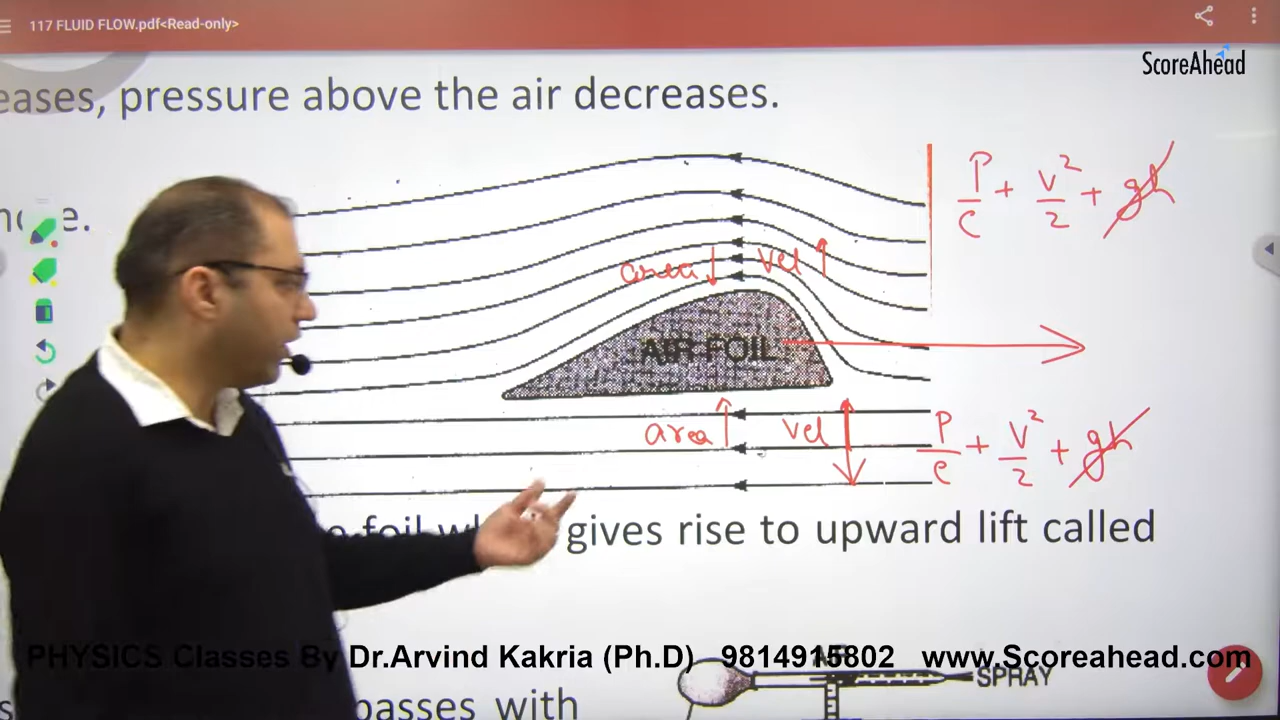 117 FLUID FLOW.pdf<Read-only>
ScoreAhead
eases, pressure above the air decreases.
P/ρ + v²/2 + gh
area ↓ vel ↑
AIR FOIL
area ↑ vel ↓
P/ρ + v²/2 + gh
foil gives rise to upward lift called
PHYSICS Classes By Dr.Arvind Kakria (Ph.D) 9814915802 www.Scoreahead.com
SPRAY
passes with